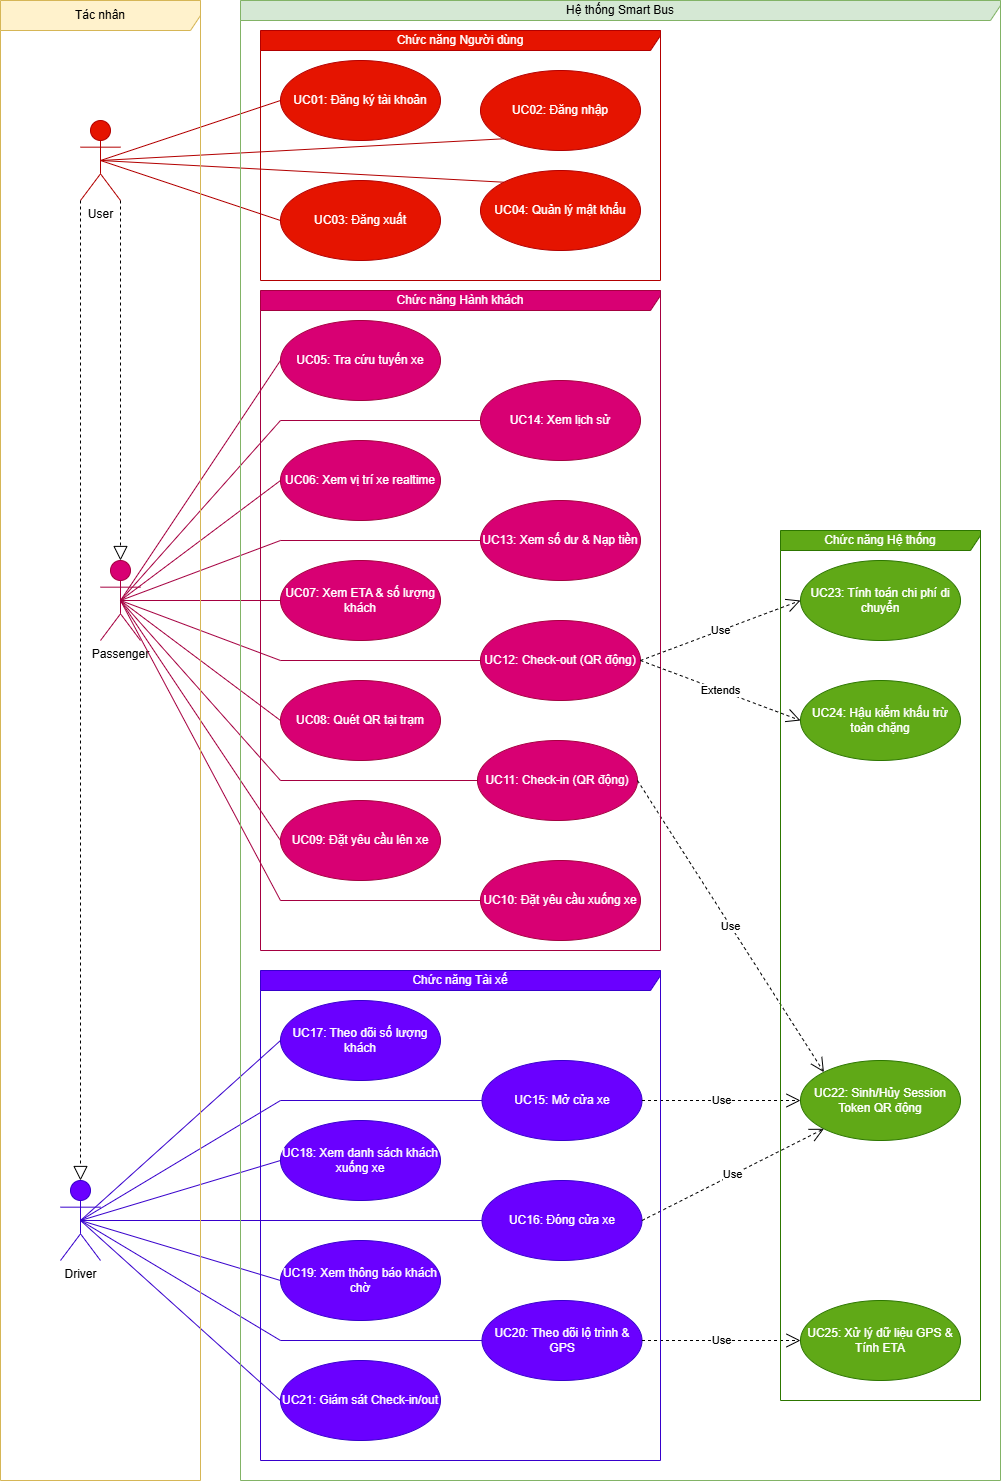 Tác nhân
Hệ thống Smart Bus
Chức năng Người dùng
UC01: Đăng ký tài khoản
UC02: Đăng nhập
UC03: Đăng xuất
UC04: Quản lý mật khẩu
User
Chức năng Hành khách
UC05: Tra cứu tuyến xe
UC14: Xem lịch sử
UC06: Xem vị trí xe realtime
UC13: Xem số dư & Nạp tiền
UC07: Xem ETA & số lượng
khách
UC12: Check-out (QR động)
UC08: Quét QR tại trạm
UC11: Check-in (QR động)
UC09: Đặt yêu cầu lên xe
UC10: Đặt yêu cầu xuống xe
Passenger
Chức năng Hệ thống
UC23: Tính toán chi phí di
chuyển
UC24: Hậu kiểm khấu trừ
toàn chặng
Use
Extends
Use
Chức năng Tài xế
UC17: Theo dõi số lượng
khách
UC15: Mở cửa xe
Use
UC22: Sinh/Hủy Session
Token QR động
UC18: Xem danh sách khách
xuống xe
Use
UC16: Đóng cửa xe
Driver
UC19: Xem thông báo khách
chờ
UC20: Theo dõi lộ trình &
GPS
Use
UC25: Xử lý dữ liệu GPS &
Tính ETA
UC21: Giám sát Check-in/out